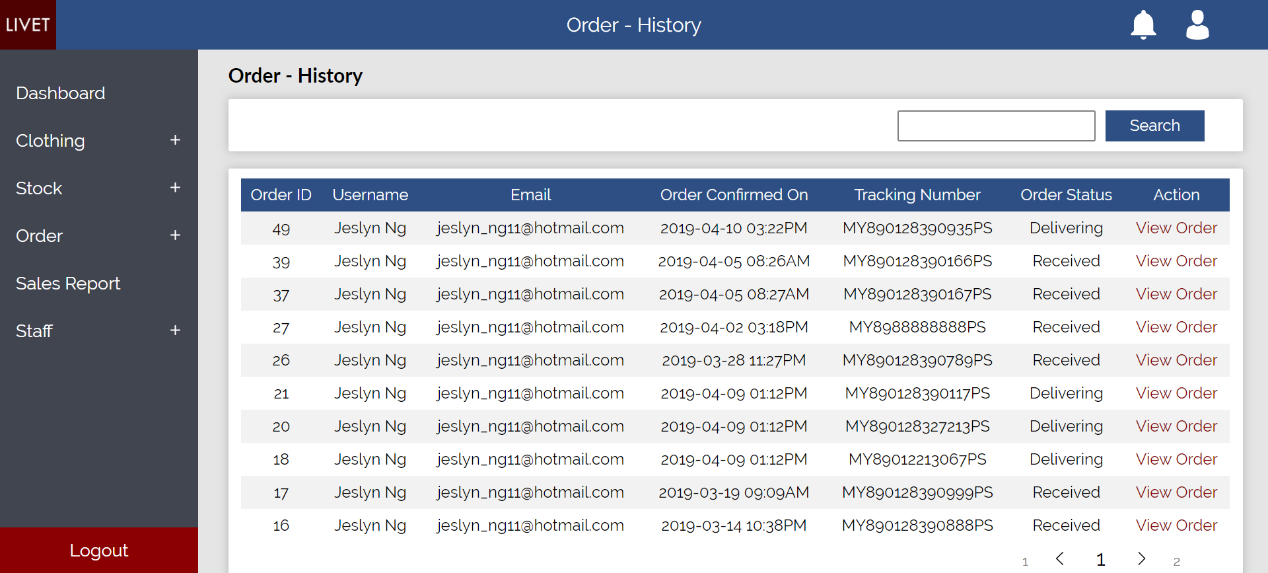 LIVET
Order - History
Dashboard
Clothing +
Stock +
Order +
Sales Report
Staff +
Logout
Order - History
Search
Order ID Username Email Order Confirmed On Tracking Number Order Status Action
49 Jeslyn Ng jeslyn_ng11@hotmail.com 2019-04-10 03:22PM MY890128390935PS Delivering View Order
39 Jeslyn Ng jeslyn_ng11@hotmail.com 2019-04-05 08:26AM MY890128390166PS Received View Order
37 Jeslyn Ng jeslyn_ng11@hotmail.com 2019-04-05 08:27AM MY890128390167PS Received View Order
27 Jeslyn Ng jeslyn_ng11@hotmail.com 2019-04-02 03:18PM MY8988888888PS Received View Order
26 Jeslyn Ng jeslyn_ng11@hotmail.com 2019-03-28 11:27PM MY890128390789PS Received View Order
21 Jeslyn Ng jeslyn_ng11@hotmail.com 2019-04-09 01:12PM MY890128390117PS Delivering View Order
20 Jeslyn Ng jeslyn_ng11@hotmail.com 2019-04-09 01:12PM MY890128327213PS Delivering View Order
18 Jeslyn Ng jeslyn_ng11@hotmail.com 2019-04-09 01:12PM MY89012213067PS Delivering View Order
17 Jeslyn Ng jeslyn_ng11@hotmail.com 2019-03-19 09:09AM MY890128390999PS Received View Order
16 Jeslyn Ng jeslyn_ng11@hotmail.com 2019-03-14 10:38PM MY890128390888PS Received View Order
1 < 1 > 2